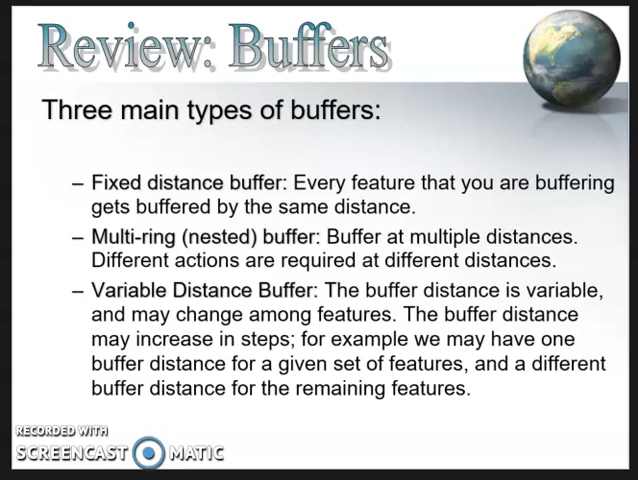 Review: Buffers
Three main types of buffers:
– Fixed distance buffer: Every feature that you are buffering
gets buffered by the same distance.
– Multi-ring (nested) buffer: Buffer at multiple distances.
Different actions are required at different distances.
– Variable Distance Buffer: The buffer distance is variable,
and may change among features. The buffer distance
may increase in steps; for example we may have one
buffer distance for a given set of features, and a different
buffer distance for the remaining features.
RECORDED WITH
SCREENCAST MATIC